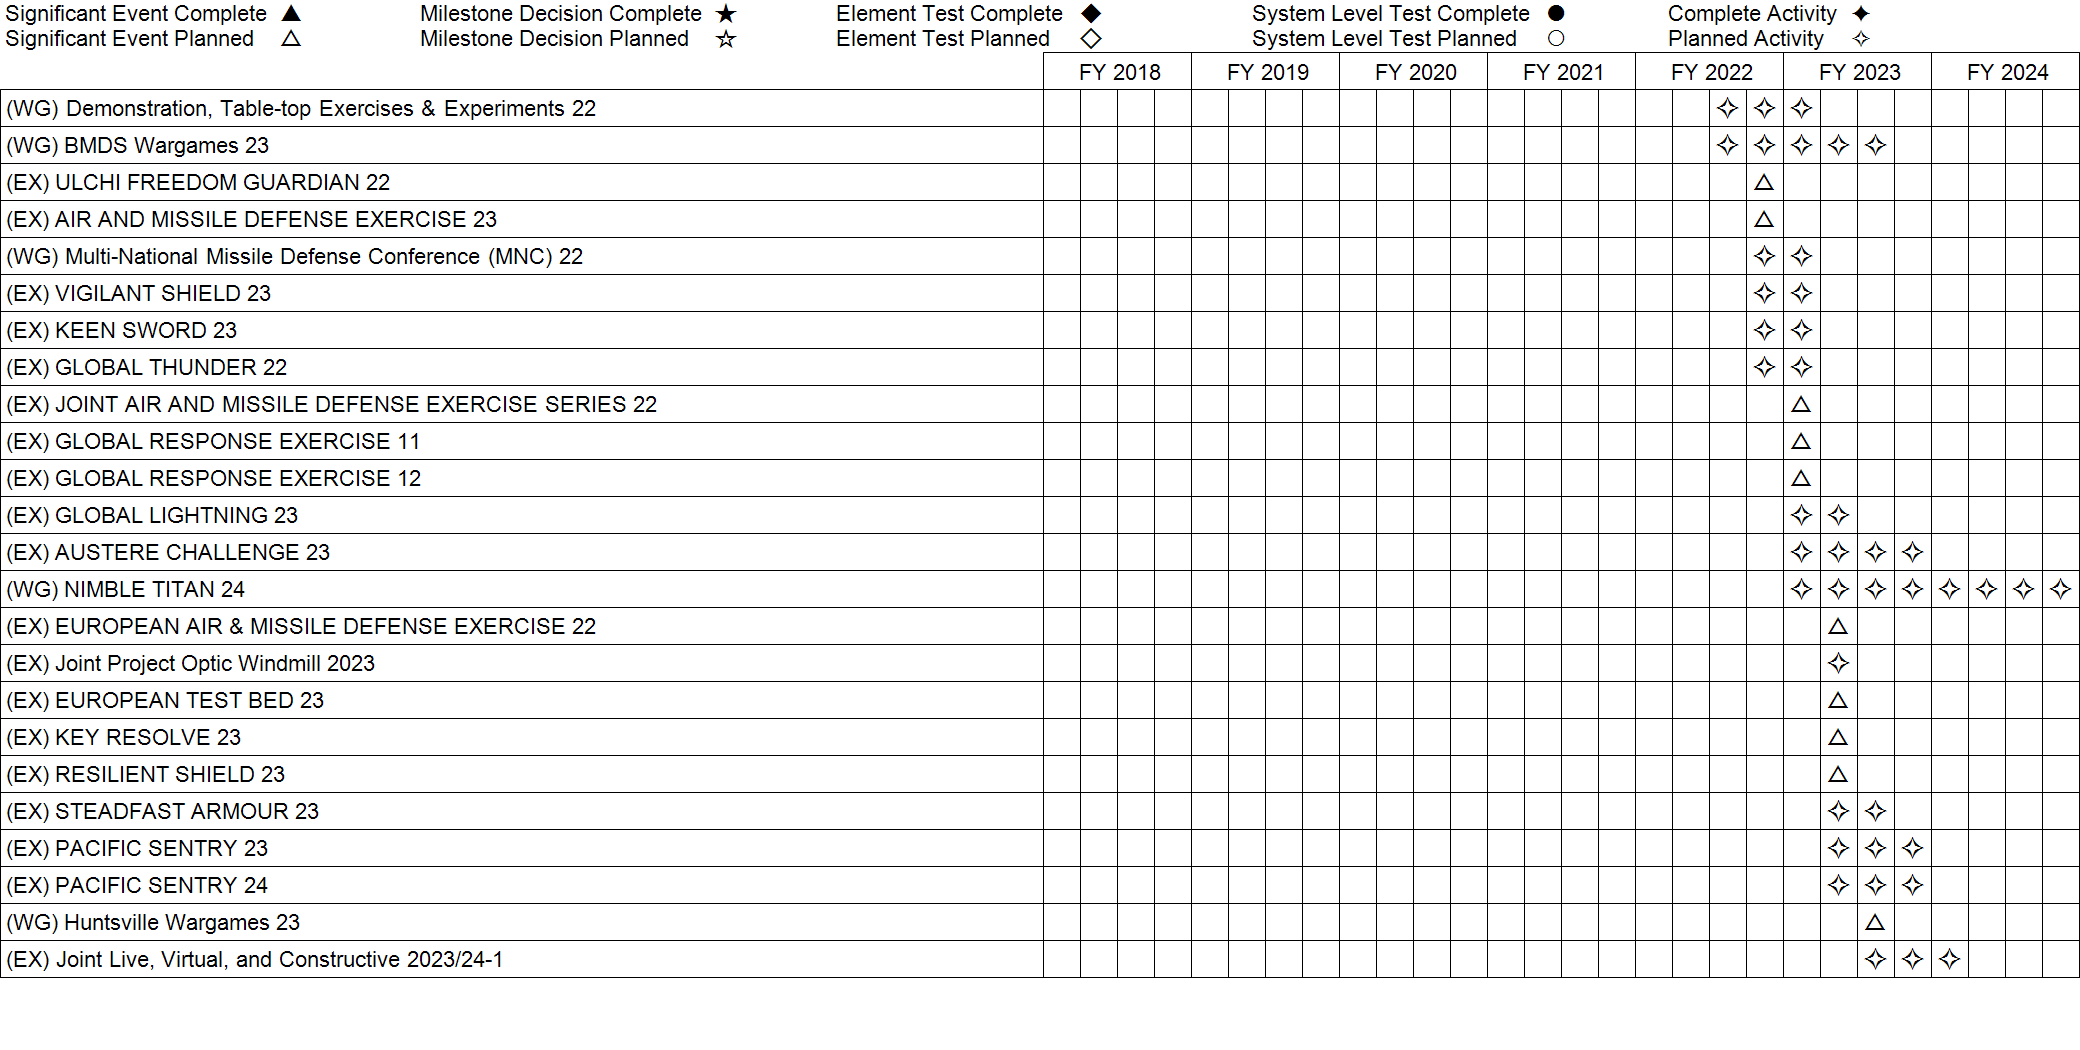 Significant Event Complete ▲ Milestone Decision Complete ★ Element Test Complete ◆ System Level Test Complete ● Complete Activity ✦
Significant Event Planned △ Milestone Decision Planned ☆ Element Test Planned ◇ System Level Test Planned ○ Planned Activity ✧
FY 2018 FY 2019 FY 2020 FY 2021 FY 2022 FY 2023 FY 2024
(WG) Demonstration, Table-top Exercises & Experiments 22 ✧ ✧ ✧
(WG) BMDS Wargames 23 ✧ ✧ ✧ ✧ ✧
(EX) ULCHI FREEDOM GUARDIAN 22 △
(EX) AIR AND MISSILE DEFENSE EXERCISE 23 △
(WG) Multi-National Missile Defense Conference (MNC) 22 ✧ ✧
(EX) VIGILANT SHIELD 23 ✧ ✧
(EX) KEEN SWORD 23 ✧ ✧
(EX) GLOBAL THUNDER 22 ✧ ✧
(EX) JOINT AIR AND MISSILE DEFENSE EXERCISE SERIES 22 △
(EX) GLOBAL RESPONSE EXERCISE 11 △
(EX) GLOBAL RESPONSE EXERCISE 12 △
(EX) GLOBAL LIGHTNING 23 ✧ ✧
(EX) AUSTERE CHALLENGE 23 ✧ ✧ ✧ ✧
(WG) NIMBLE TITAN 24 ✧ ✧ ✧ ✧ ✧ ✧ ✧ ✧
(EX) EUROPEAN AIR & MISSILE DEFENSE EXERCISE 22 △
(EX) Joint Project Optic Windmill 2023 ✧
(EX) EUROPEAN TEST BED 23 △
(EX) KEY RESOLVE 23 △
(EX) RESILIENT SHIELD 23 △
(EX) STEADFAST ARMOUR 23 ✧ ✧
(EX) PACIFIC SENTRY 23 ✧ ✧ ✧
(EX) PACIFIC SENTRY 24 ✧ ✧ ✧
(WG) Huntsville Wargames 23 △
(EX) Joint Live, Virtual, and Constructive 2023/24-1 ✧ ✧ ✧